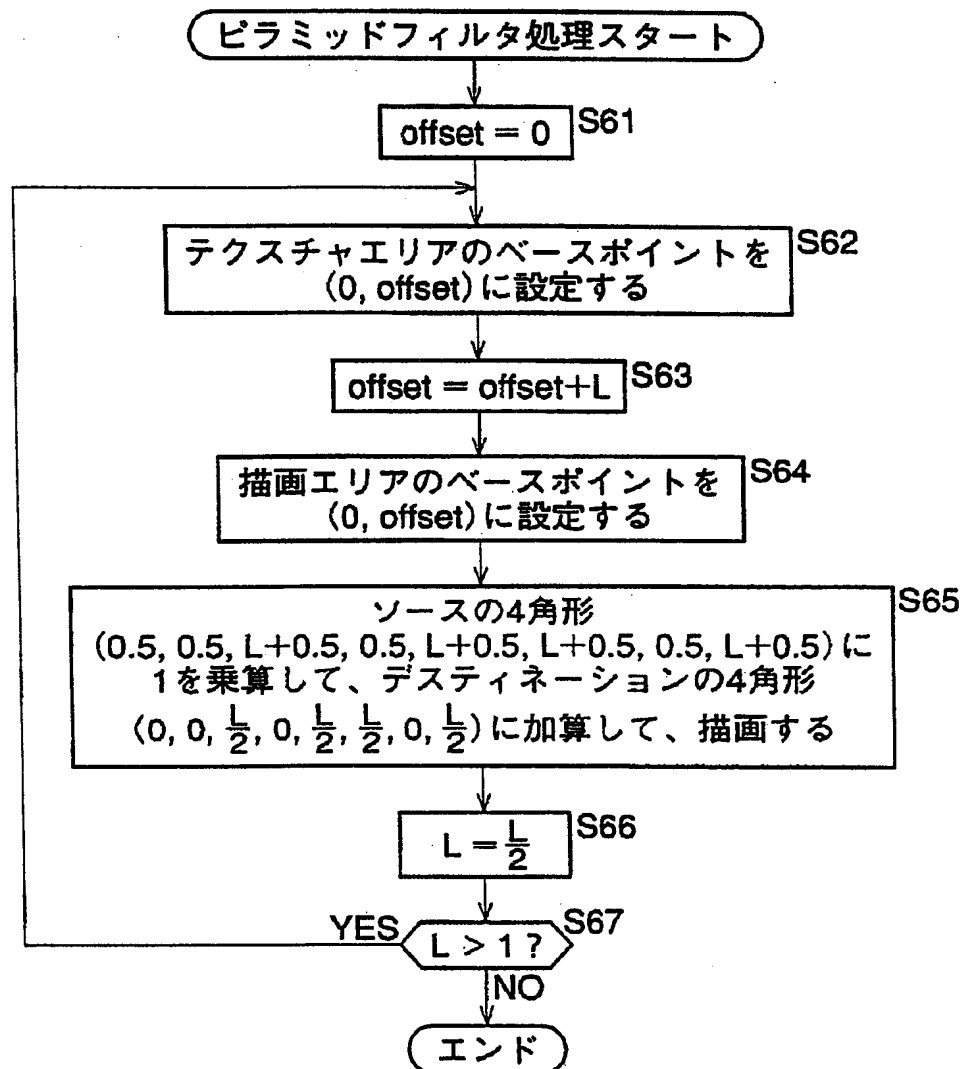 ピラミッドフィルタ処理スタート
offset = 0
S61
テクスチャエリアのベースポイントを
(0, offset)に設定する
S62
offset = offset+L
S63
描画エリアのベースポイントを
(0, offset)に設定する
S64
ソースの4角形
(0.5, 0.5, L+0.5, 0.5, L+0.5, L+0.5, 0.5, L+0.5)に
1を乗算して、デスティネーションの4角形
(0, 0, L/2, 0, L/2, L/2, 0, L/2)に加算して、描画する
S65
L = L/2
S66
L > 1 ?
S67
YES
NO
エンド